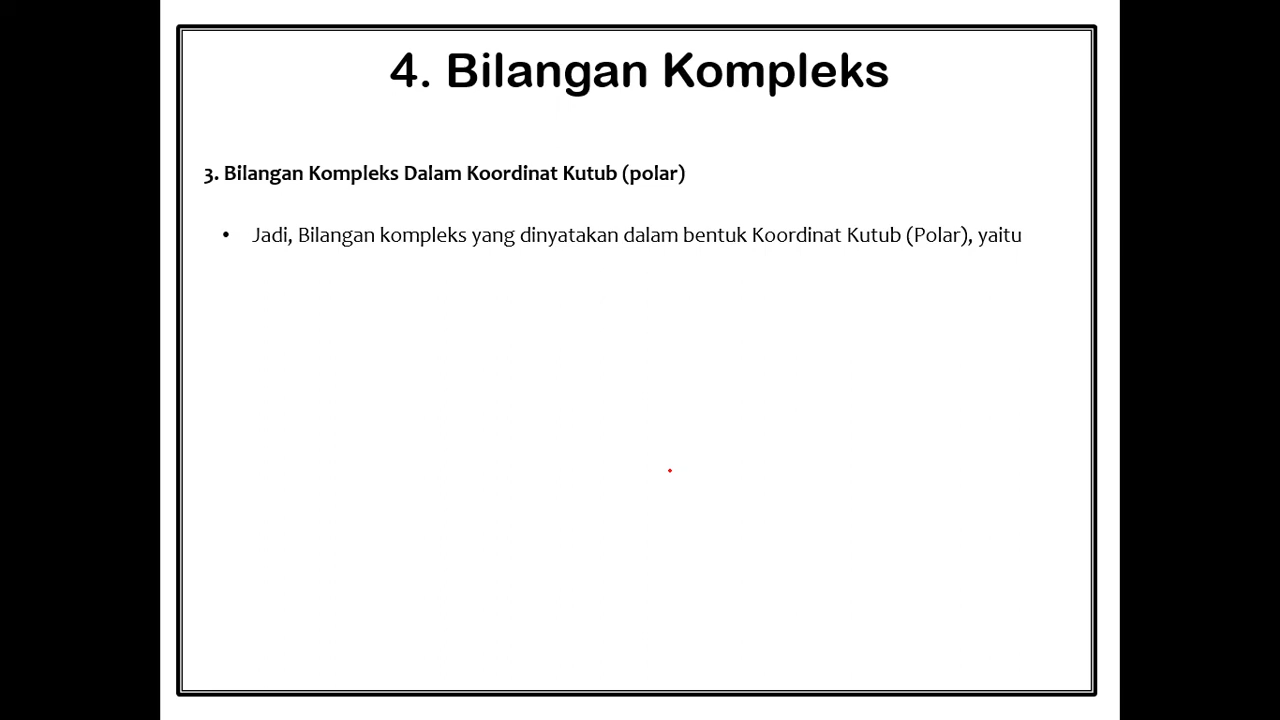 4. Bilangan Kompleks
3. Bilangan Kompleks Dalam Koordinat Kutub (polar)
• Jadi, Bilangan kompleks yang dinyatakan dalam bentuk Koordinat Kutub (Polar), yaitu